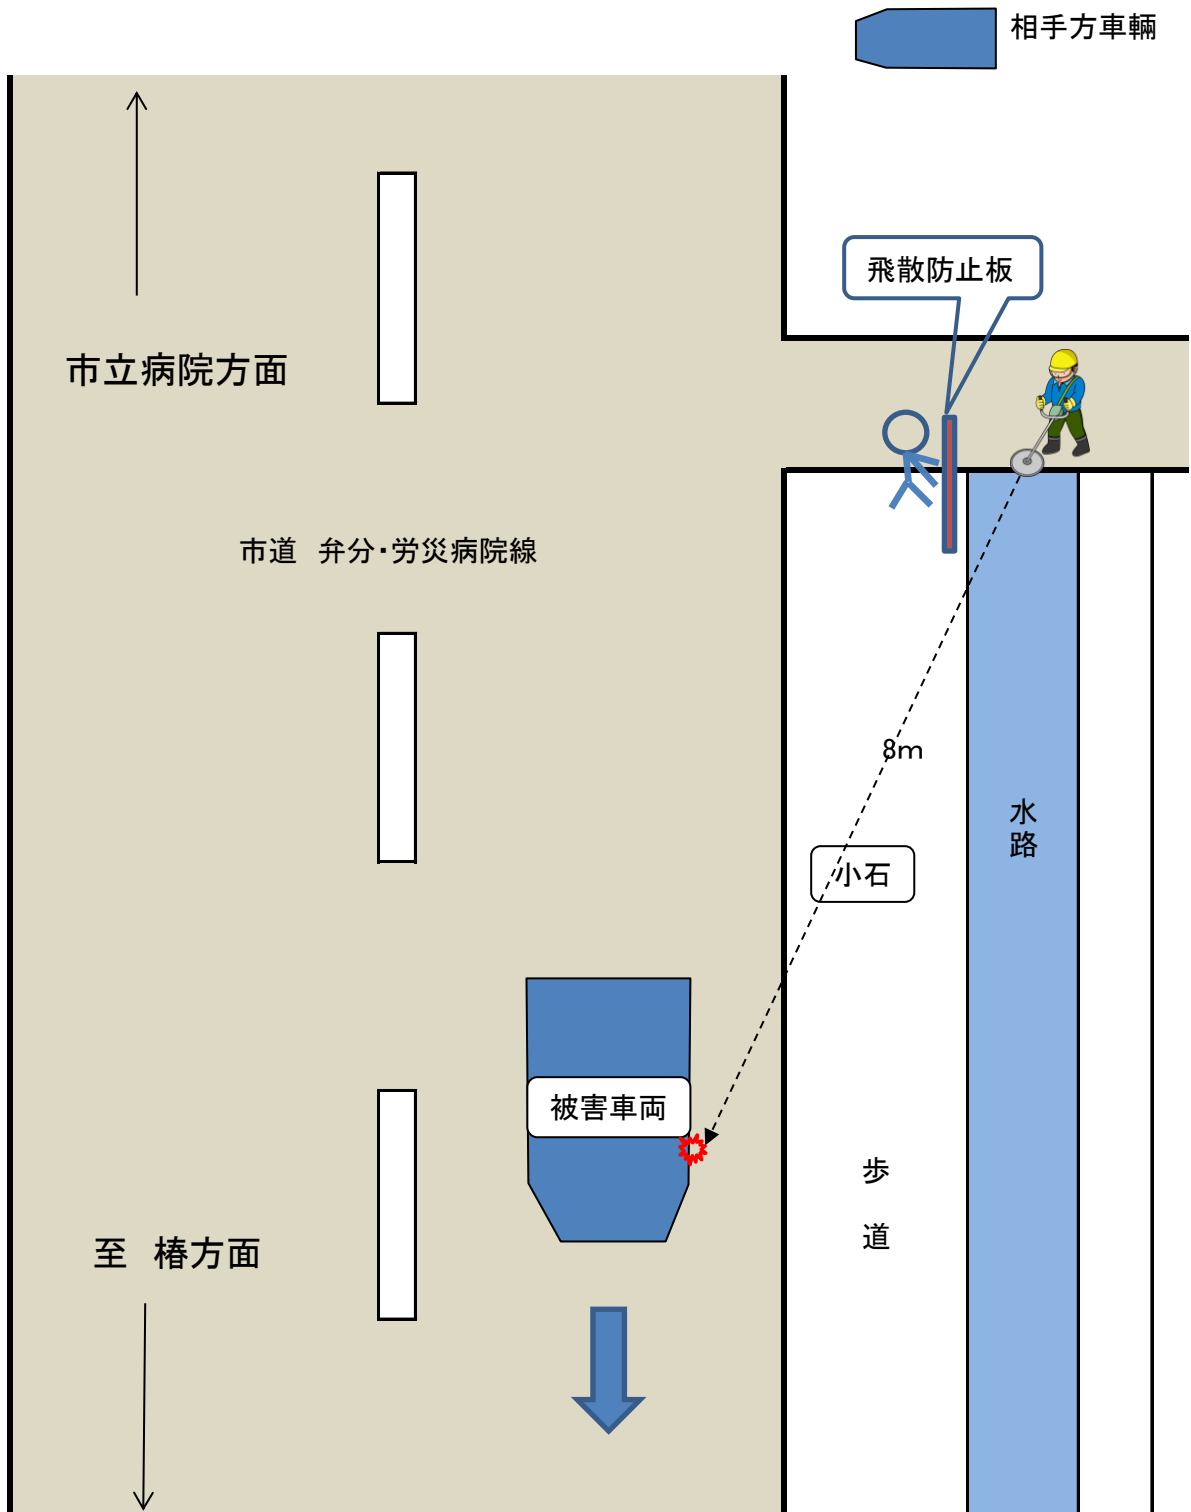 相手方車輛
飛散防止板
市立病院方面
市道　弁分・労災病院線
8m
水路
小石
被害車両
歩道
至　椿方面